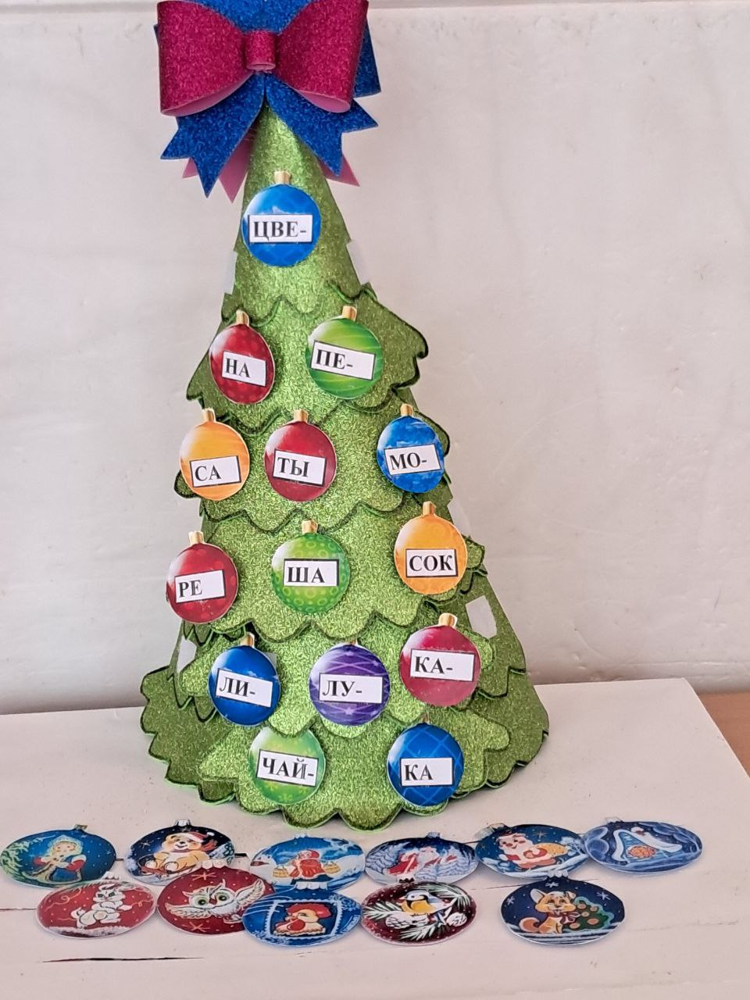 ЦВЕ-
НА
ПЕ-
СА
ТЫ
МО-
РЕ
ША
СОК
ЛИ-
ЛУ-
КА-
ЧАЙ-
КА